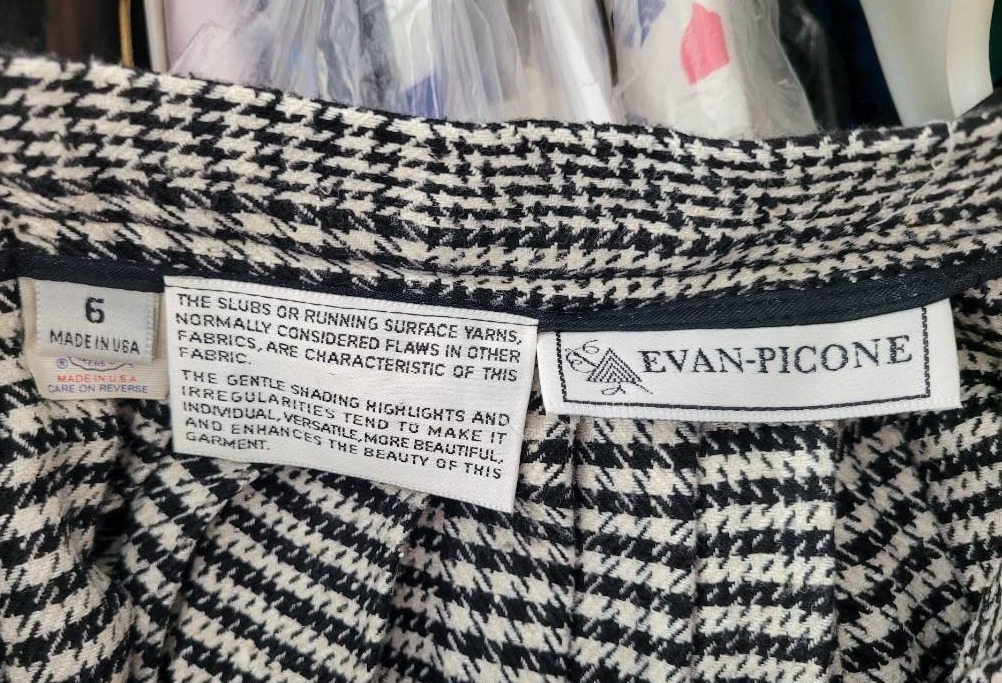 6
MADE IN USA
MADE IN U.S.A
CARE ON REVERSE
THE SLUBS OR RUNNING SURFACE YARNS,
NORMALLY CONSIDERED FLAWS IN OTHER
FABRICS, ARE CHARACTERISTIC OF THIS
FABRIC.
THE GENTLE SHADING HIGHLIGHTS AND
IRREGULARITIES TEND TO MAKE IT
INDIVIDUAL, VERSATILE, MORE BEAUTIFUL,
AND ENHANCES THE BEAUTY OF THIS
GARMENT.
EVAN-PICONE